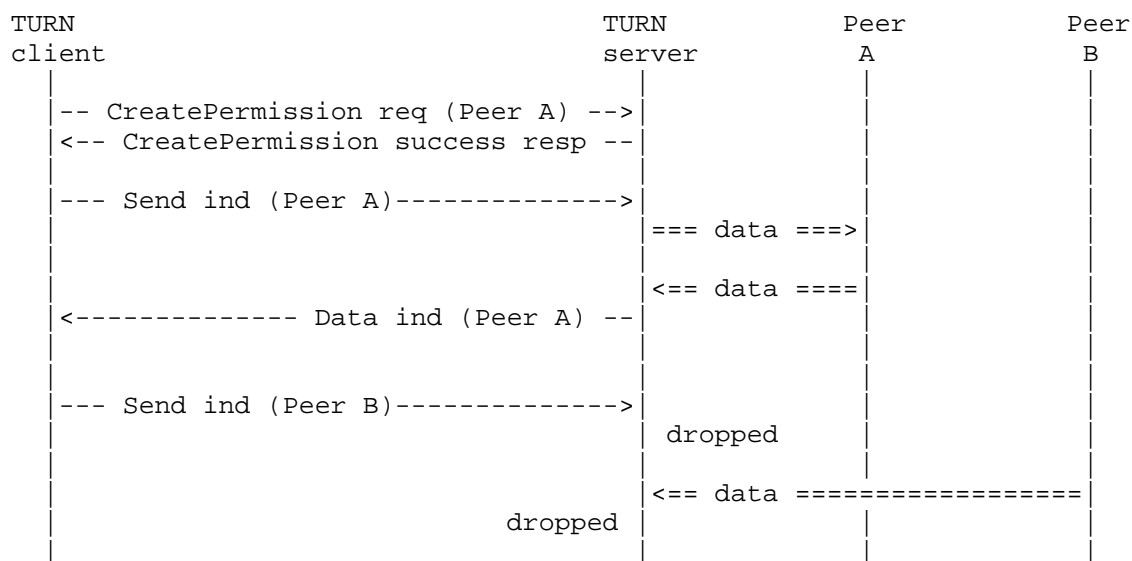 TURN TURN Peer Peer
client server A B
|-- CreatePermission req (Peer A) -->|
|<-- CreatePermission success resp --|
|--- Send ind (Peer A)-------------->|
|=== data ===>|
|<== data ====|
|<-------------- Data ind (Peer A) --|
|--- Send ind (Peer B)-------------->|
| dropped
|<== data ==================|
dropped |